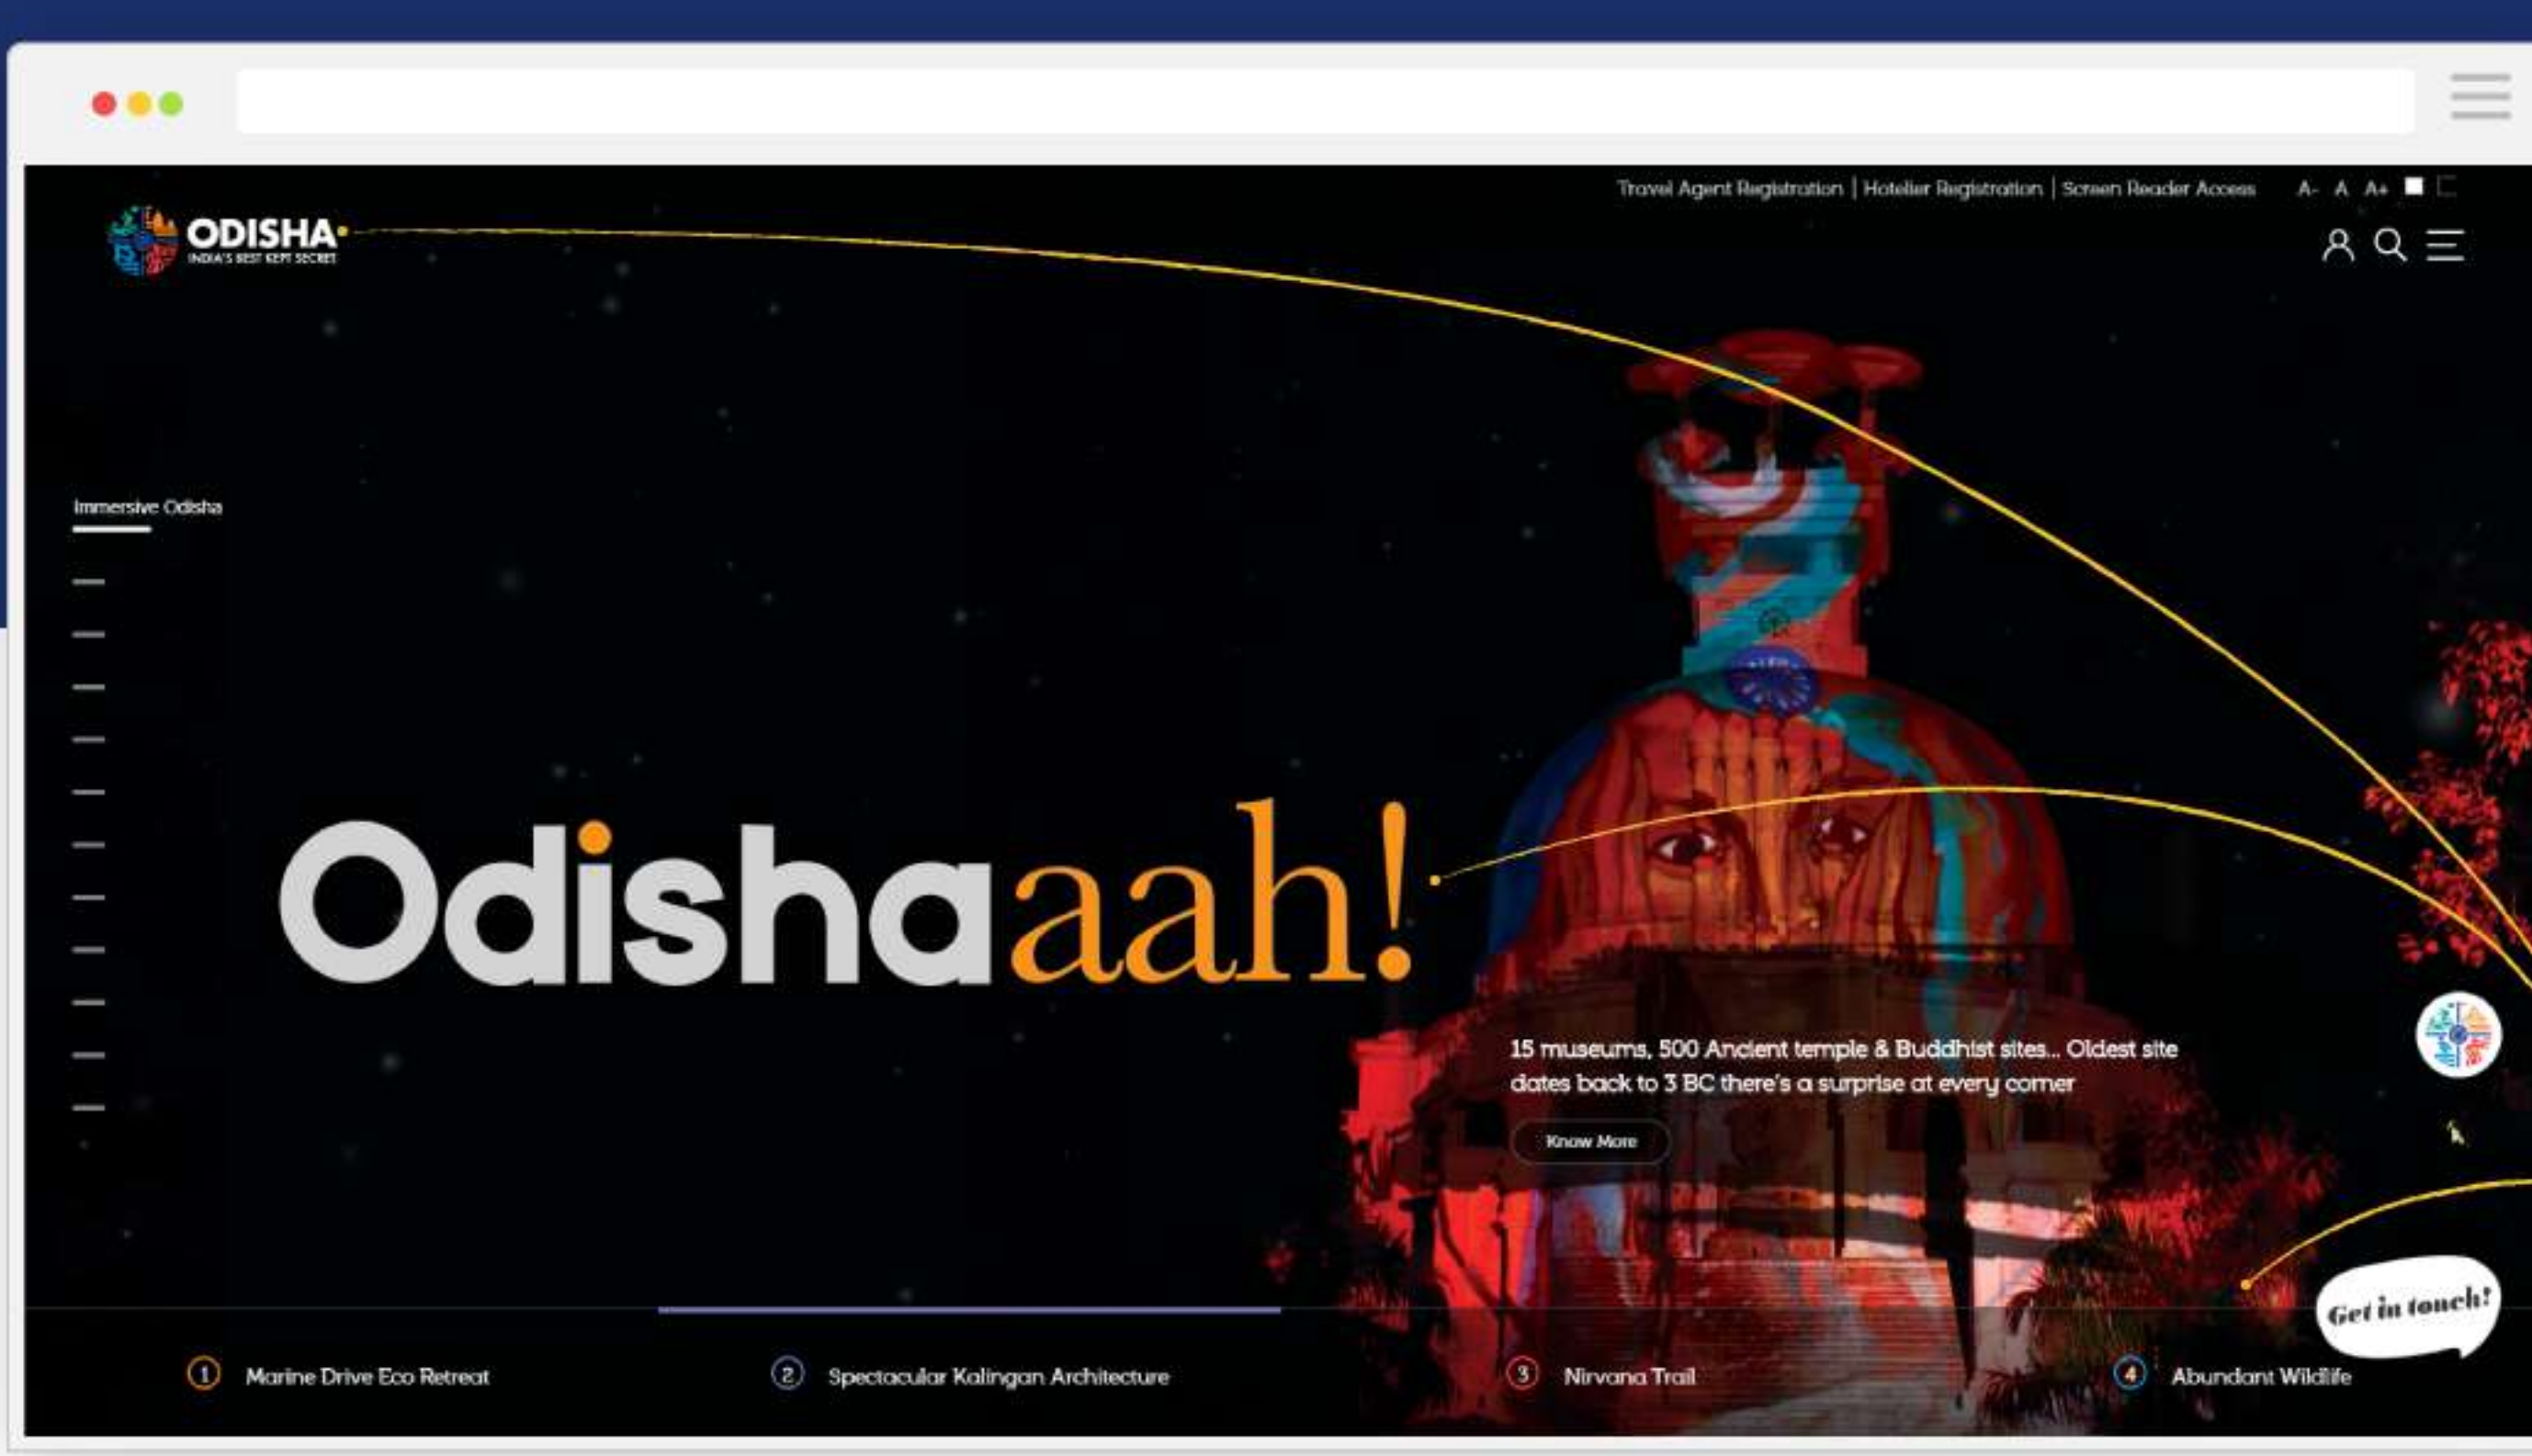 Travel Agent Registration | Hotelier Registration | Screen Reader Access A- A A+
ODISHA
INDIA'S BEST KEPT SECRET
Immersive Odisha
Odishaaah!
15 museums, 500 Ancient temple & Buddhist sites... Oldest site
dates back to 3 BC there's a surprise at every corner
Know More
Get in touch!
1 Marine Drive Eco Retreat
2 Spectacular Kalingan Architecture
3 Nirvana Trail
4 Abundant Wildlife